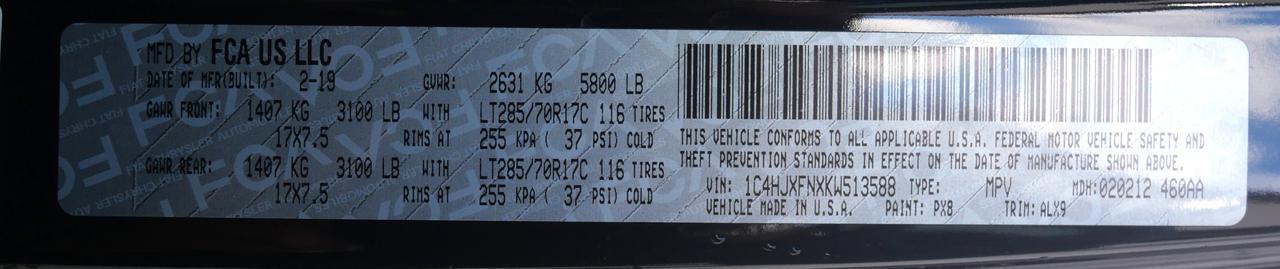 MFD BY FCA US LLC
DATE OF MFR(BUILT): 2-19 GVWR: 2631 KG 5800 LB
GAWR FRONT: 1407 KG 3100 LB WITH LT285/70R17C 116 TIRES
17X7.5 RIMS AT 255 KPA ( 37 PSI) COLD
GAWR REAR: 1407 KG 3100 LB WITH LT285/70R17C 116 TIRES
17X7.5 RIMS AT 255 KPA ( 37 PSI) COLD
THIS VEHICLE CONFORMS TO ALL APPLICABLE U.S.A. FEDERAL MOTOR VEHICLE SAFETY AND
THEFT PREVENTION STANDARDS IN EFFECT ON THE DATE OF MANUFACTURE SHOWN ABOVE.
VIN: 1C4HJXFNXKW513588 TYPE: MPV MDH:020212 460AA
VEHICLE MADE IN U.S.A. PAINT: PX8 TRIM: ALX9